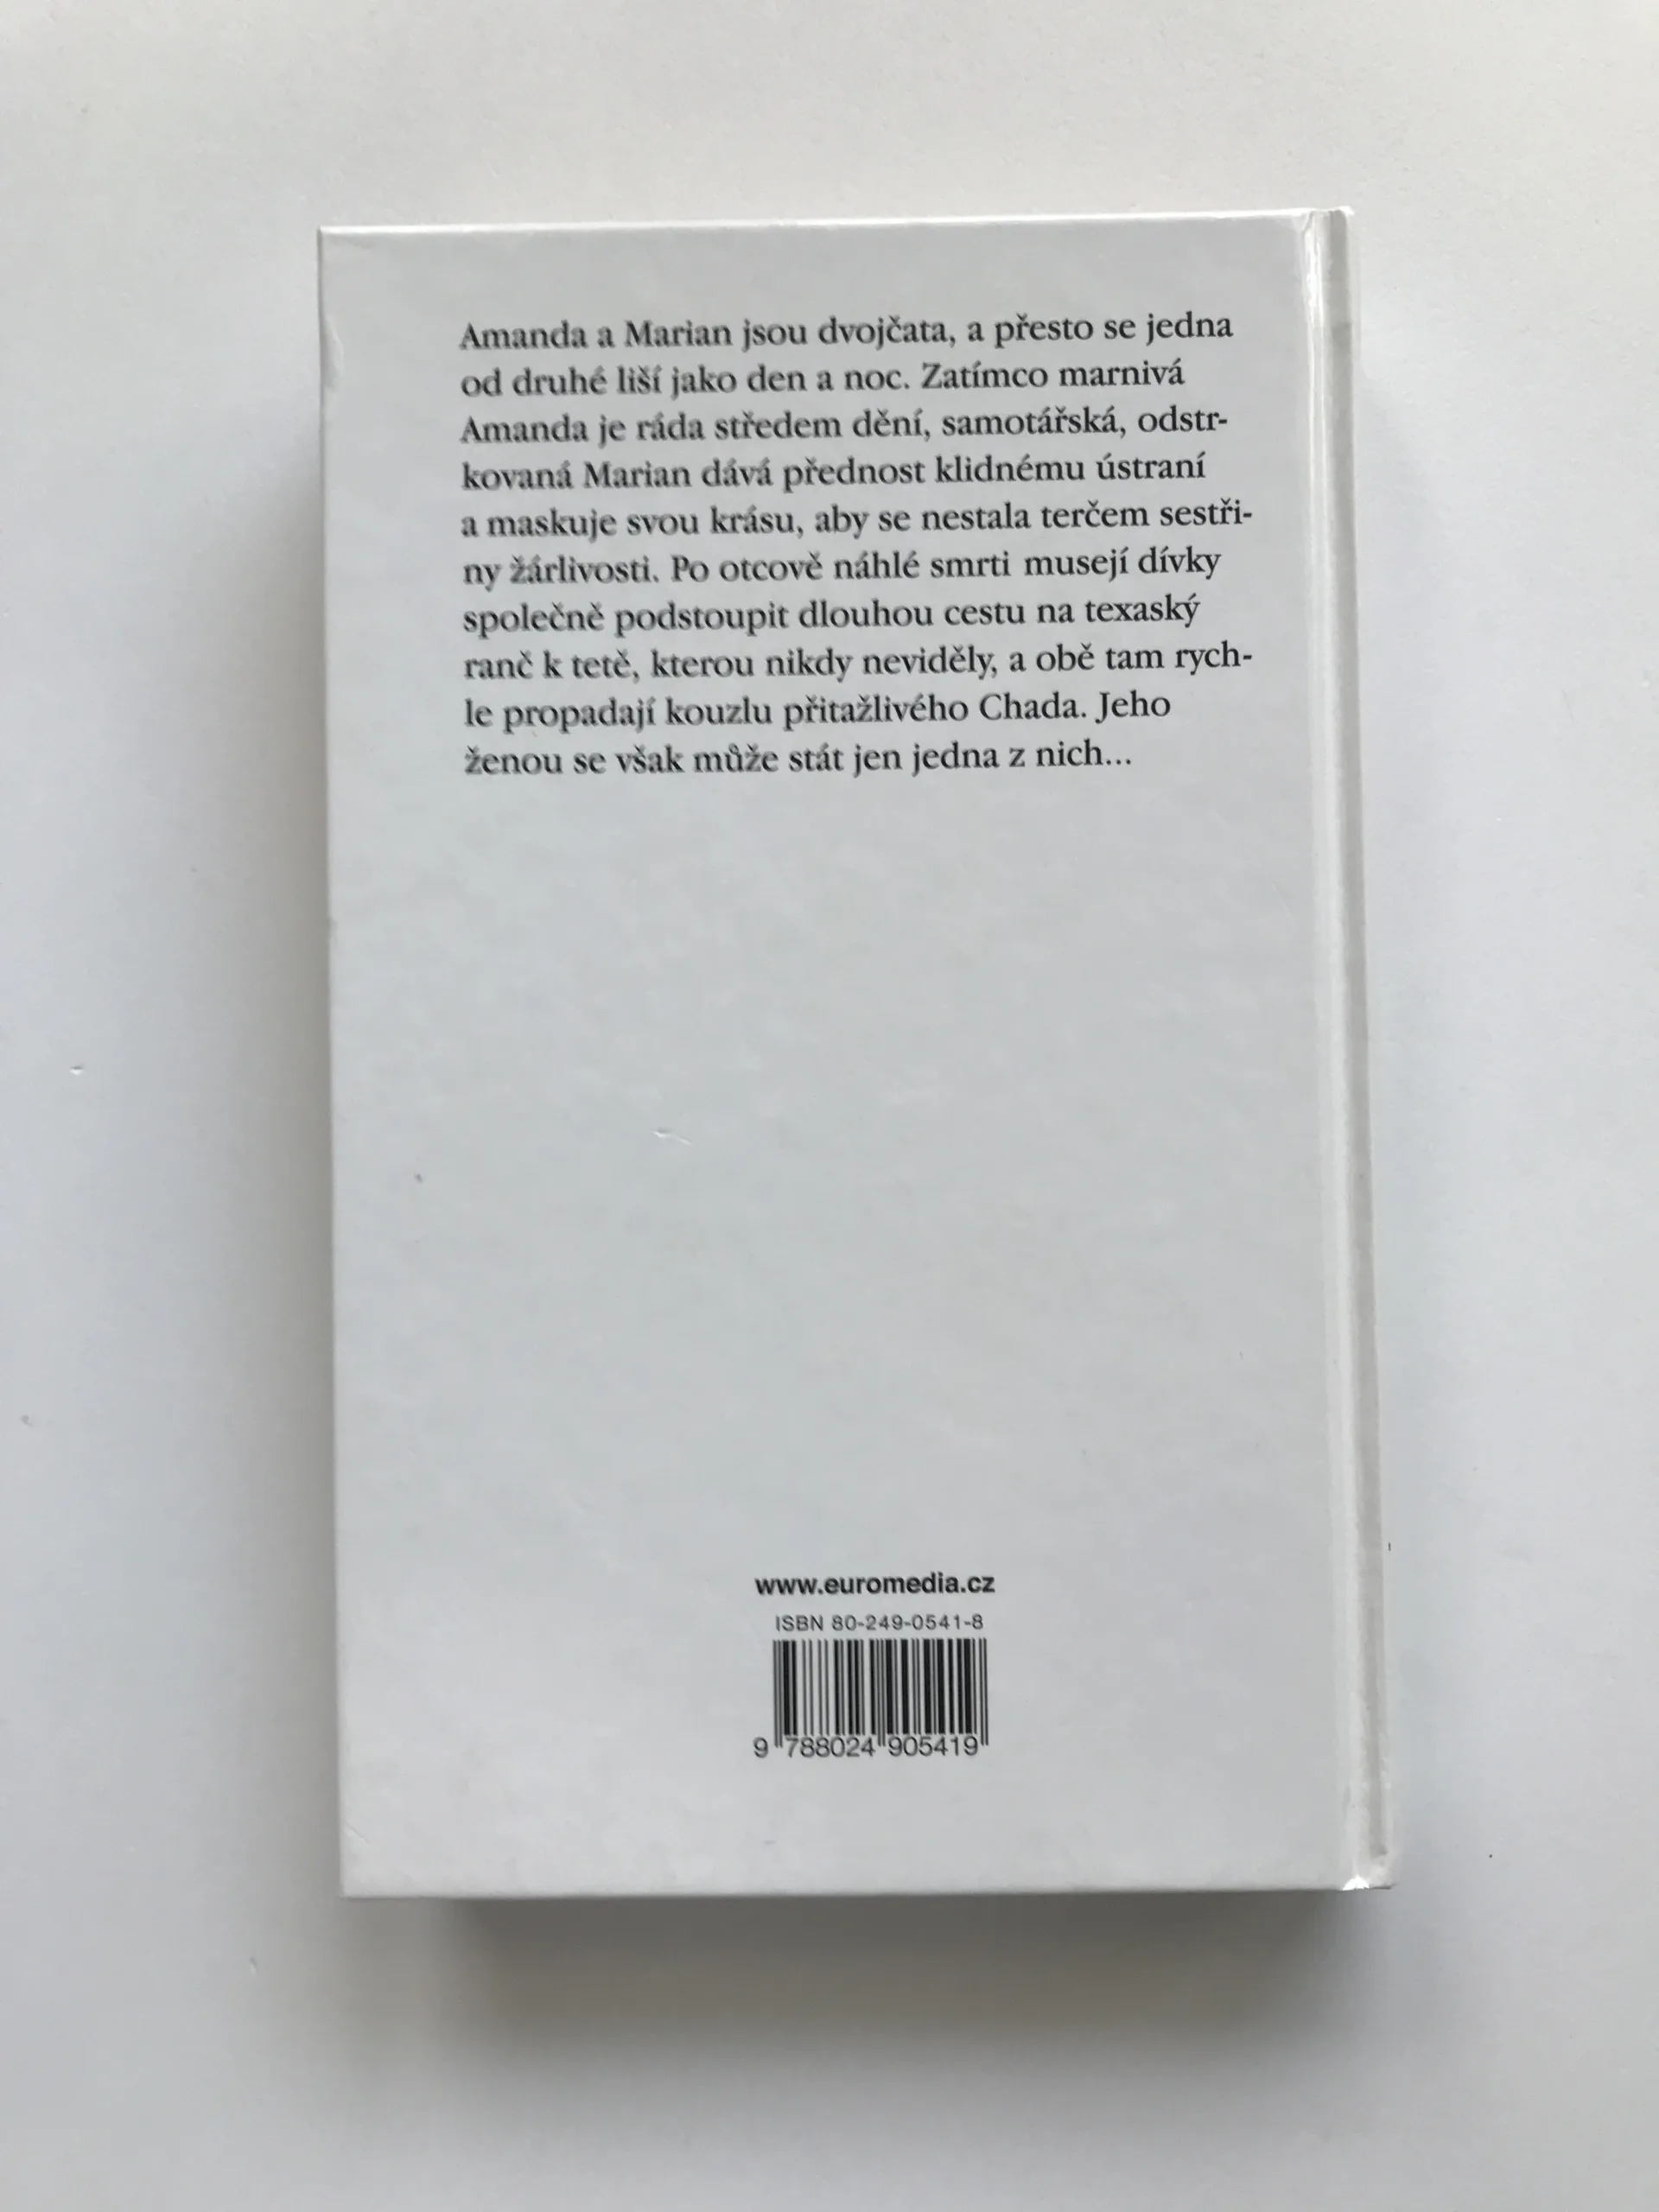 Amanda a Marian jsou dvojčata, a přesto se jedna
od druhé liší jako den a noc. Zatímco marnivá
Amanda je ráda středem dění, samotářská, odstr-
kovaná Marian dává přednost klidnému ústraní
a maskuje svou krásu, aby se nestala terčem sestři-
ny žárlivosti. Po otcově náhlé smrti musejí dívky
společně podstoupit dlouhou cestu na texaský
ranč k tetě, kterou nikdy neviděly, a obě tam rych-
le propadají kouzlu přitažlivého Chada. Jeho
ženou se však může stát jen jedna z nich...
www.euromedia.cz
ISBN 80-249-0541-8
9 788024 905419